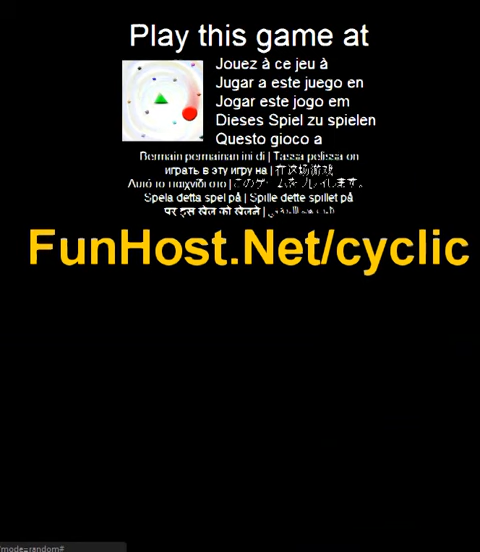 Play this game at
Jouez à ce jeu à
Jugar a este juego en
Jogar este jogo em
Dieses Spiel zu spielen
Questo gioco a
Bermain permainan ini di | Tässä pelissä on
играть в эту игру на | 在这场游戏
Αυτό το παιχνίδι στο | このゲームをプレイします。
Spela detta spel på | Spille dette spillet på
पर इस खेल को खेलते |
FunHost.Net/cyclic
/mode=random#